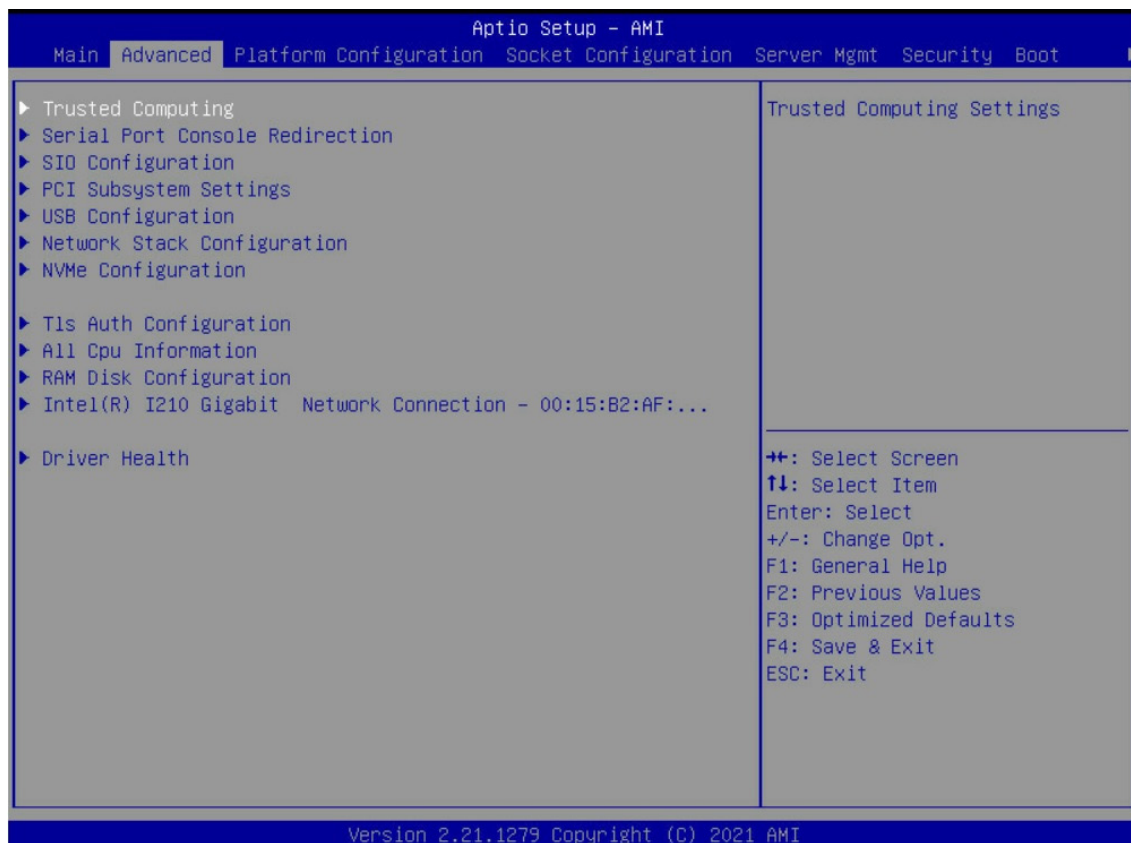 Aptio Setup – AMI
Main Advanced Platform Configuration Socket Configuration Server Mgmt Security Boot
Trusted Computing
Serial Port Console Redirection
SIO Configuration
PCI Subsystem Settings
USB Configuration
Network Stack Configuration
NVMe Configuration
Tls Auth Configuration
All Cpu Information
RAM Disk Configuration
Intel(R) I210 Gigabit  Network Connection – 00:15:B2:AF:...
Driver Health
Trusted Computing Settings
→←: Select Screen
↑↓: Select Item
Enter: Select
+/-: Change Opt.
F1: General Help
F2: Previous Values
F3: Optimized Defaults
F4: Save & Exit
ESC: Exit
Version 2.21.1279 Copyright (C) 2021 AMI